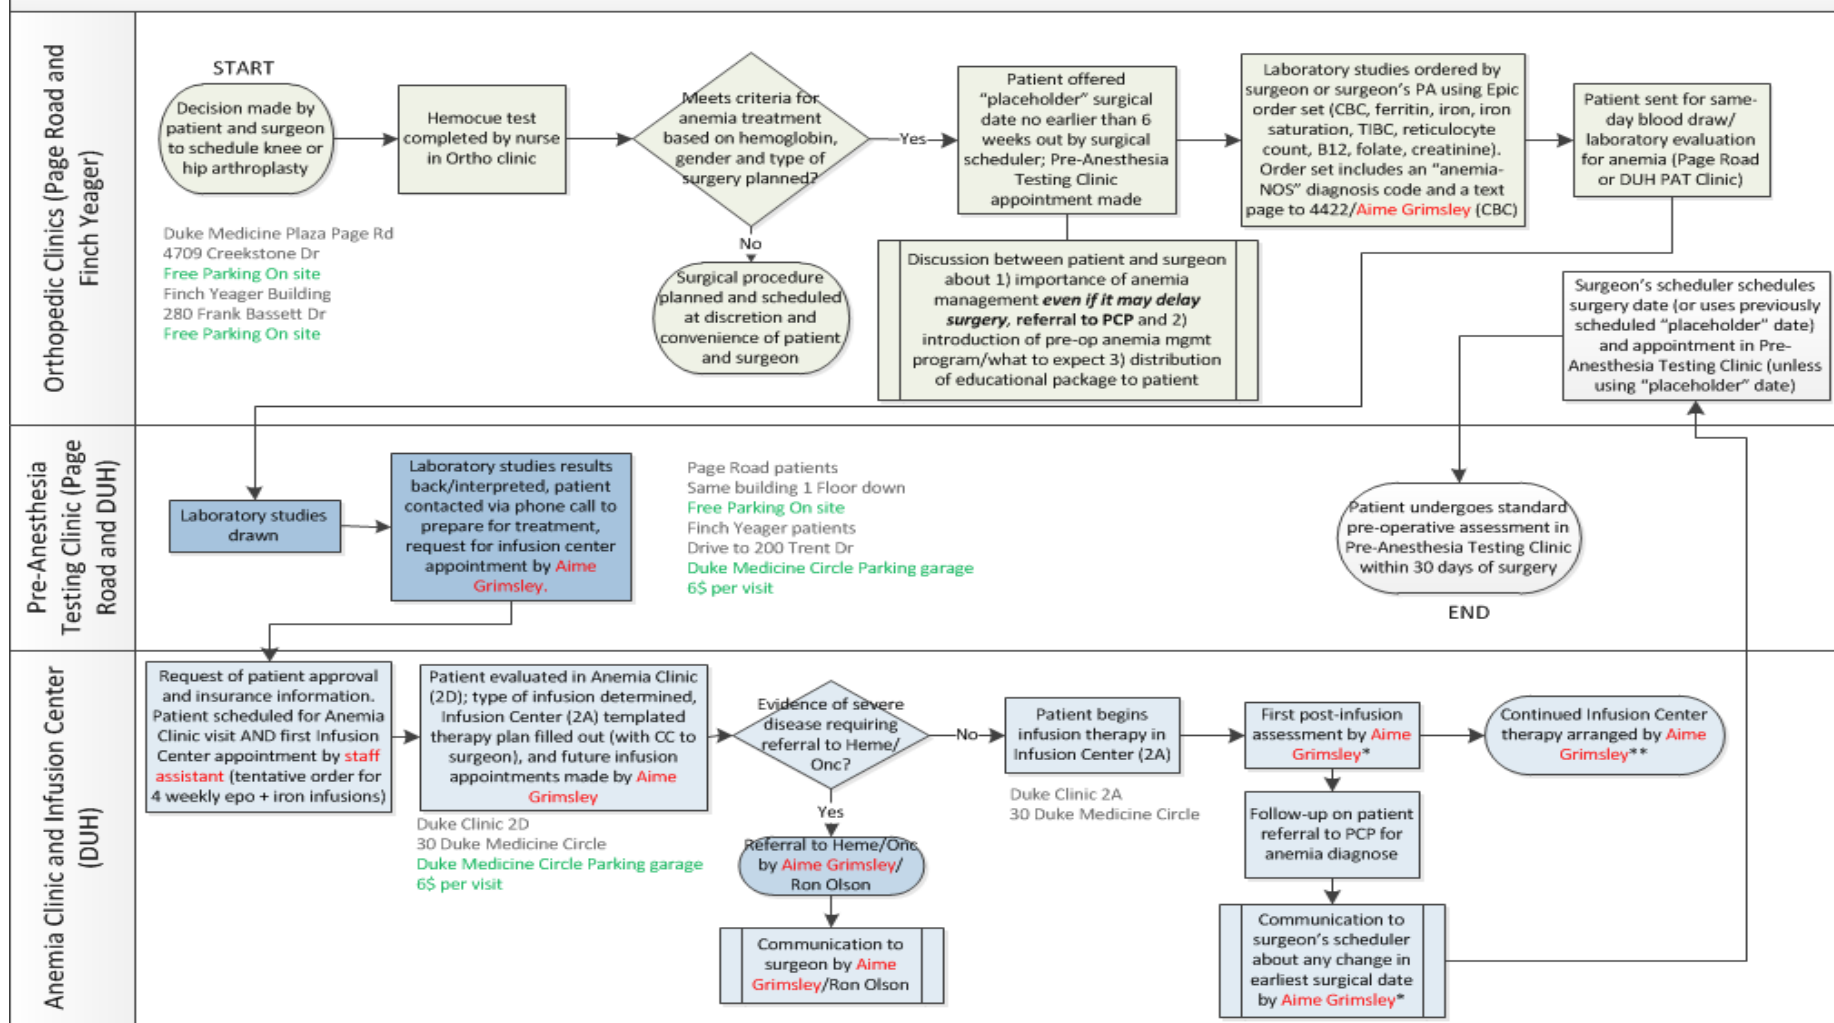 Orthopedic Clinics (Page Road and
Finch Yeager)
START
Decision made by
patient and surgeon
to schedule knee or
hip arthroplasty
Hemocue test
completed by nurse
in Ortho clinic
Meets criteria for
anemia treatment
based on hemoglobin,
gender and type of
surgery planned?
Yes
No
Surgical procedure
planned and scheduled
at discretion and
convenience of patient
and surgeon
Patient offered
“placeholder” surgical
date no earlier than 6
weeks out by surgical
scheduler; Pre-Anesthesia
Testing Clinic
appointment made
Discussion between patient and surgeon
about 1) importance of anemia
management even if it may delay
surgery, referral to PCP and 2)
introduction of pre-op anemia mgmt
program/what to expect 3) distribution
of educational package to patient
Laboratory studies ordered by
surgeon or surgeon’s PA using Epic
order set (CBC, ferritin, iron, iron
saturation, TIBC, reticulocyte
count, B12, folate, creatinine).
Order set includes an “anemia-
NOS” diagnosis code and a text
page to 4422/Aime Grimsley (CBC)
Patient sent for same-
day blood draw/
laboratory evaluation
for anemia (Page Road
or DUH PAT Clinic)
Duke Medicine Plaza Page Rd
4709 Creekstone Dr
Free Parking On site
Finch Yeager Building
280 Frank Bassett Dr
Free Parking On site
Surgeon’s scheduler schedules
surgery date (or uses previously
scheduled “placeholder” date)
and appointment in Pre-
Anesthesia Testing Clinic (unless
using “placeholder” date)
Pre-Anesthesia
Testing Clinic (Page
Road and DUH)
Laboratory studies
drawn
Laboratory studies results
back/interpreted, patient
contacted via phone call to
prepare for treatment,
request for infusion center
appointment by Aime
Grimsley.
Page Road patients
Same building 1 Floor down
Free Parking On site
Finch Yeager patients
Drive to 200 Trent Dr
Duke Medicine Circle Parking garage
6$ per visit
Patient undergoes standard
pre-operative assessment in
Pre-Anesthesia Testing Clinic
within 30 days of surgery
END
Anemia Clinic and Infusion Center
(DUH)
Request of patient approval
and insurance information.
Patient scheduled for Anemia
Clinic visit AND first Infusion
Center appointment by staff
assistant (tentative order for
4 weekly epo + iron infusions)
Patient evaluated in Anemia Clinic
(2D); type of infusion determined,
Infusion Center (2A) templated
therapy plan filled out (with CC to
surgeon), and future infusion
appointments made by Aime
Grimsley
Duke Clinic 2D
30 Duke Medicine Circle
Duke Medicine Circle Parking garage
6$ per visit
Evidence of severe
disease requiring
referral to Heme/
Onc?
No
Yes
Referral to Heme/Onc
by Aime Grimsley/
Ron Olson
Communication to
surgeon by Aime
Grimsley/Ron Olson
Patient begins
infusion therapy in
Infusion Center (2A)
Duke Clinic 2A
30 Duke Medicine Circle
First post-infusion
assessment by Aime
Grimsley*
Continued Infusion Center
therapy arranged by Aime
Grimsley**
Follow-up on patient
referral to PCP for
anemia diagnose
Communication to
surgeon’s scheduler
about any change in
earliest surgical date
by Aime Grimsley*